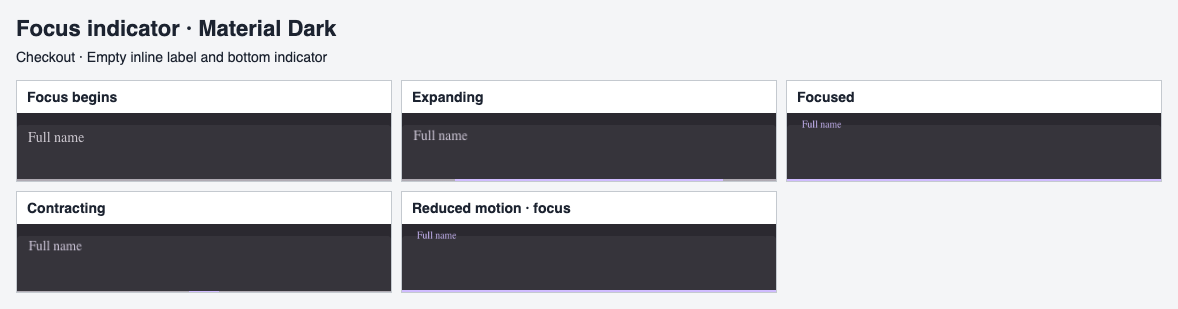 Focus indicator · Material Dark
Checkout · Empty inline label and bottom indicator
Focus begins
Expanding
Focused
Full name
Full name
Full name
Contracting
Reduced motion · focus
Full name
Full name